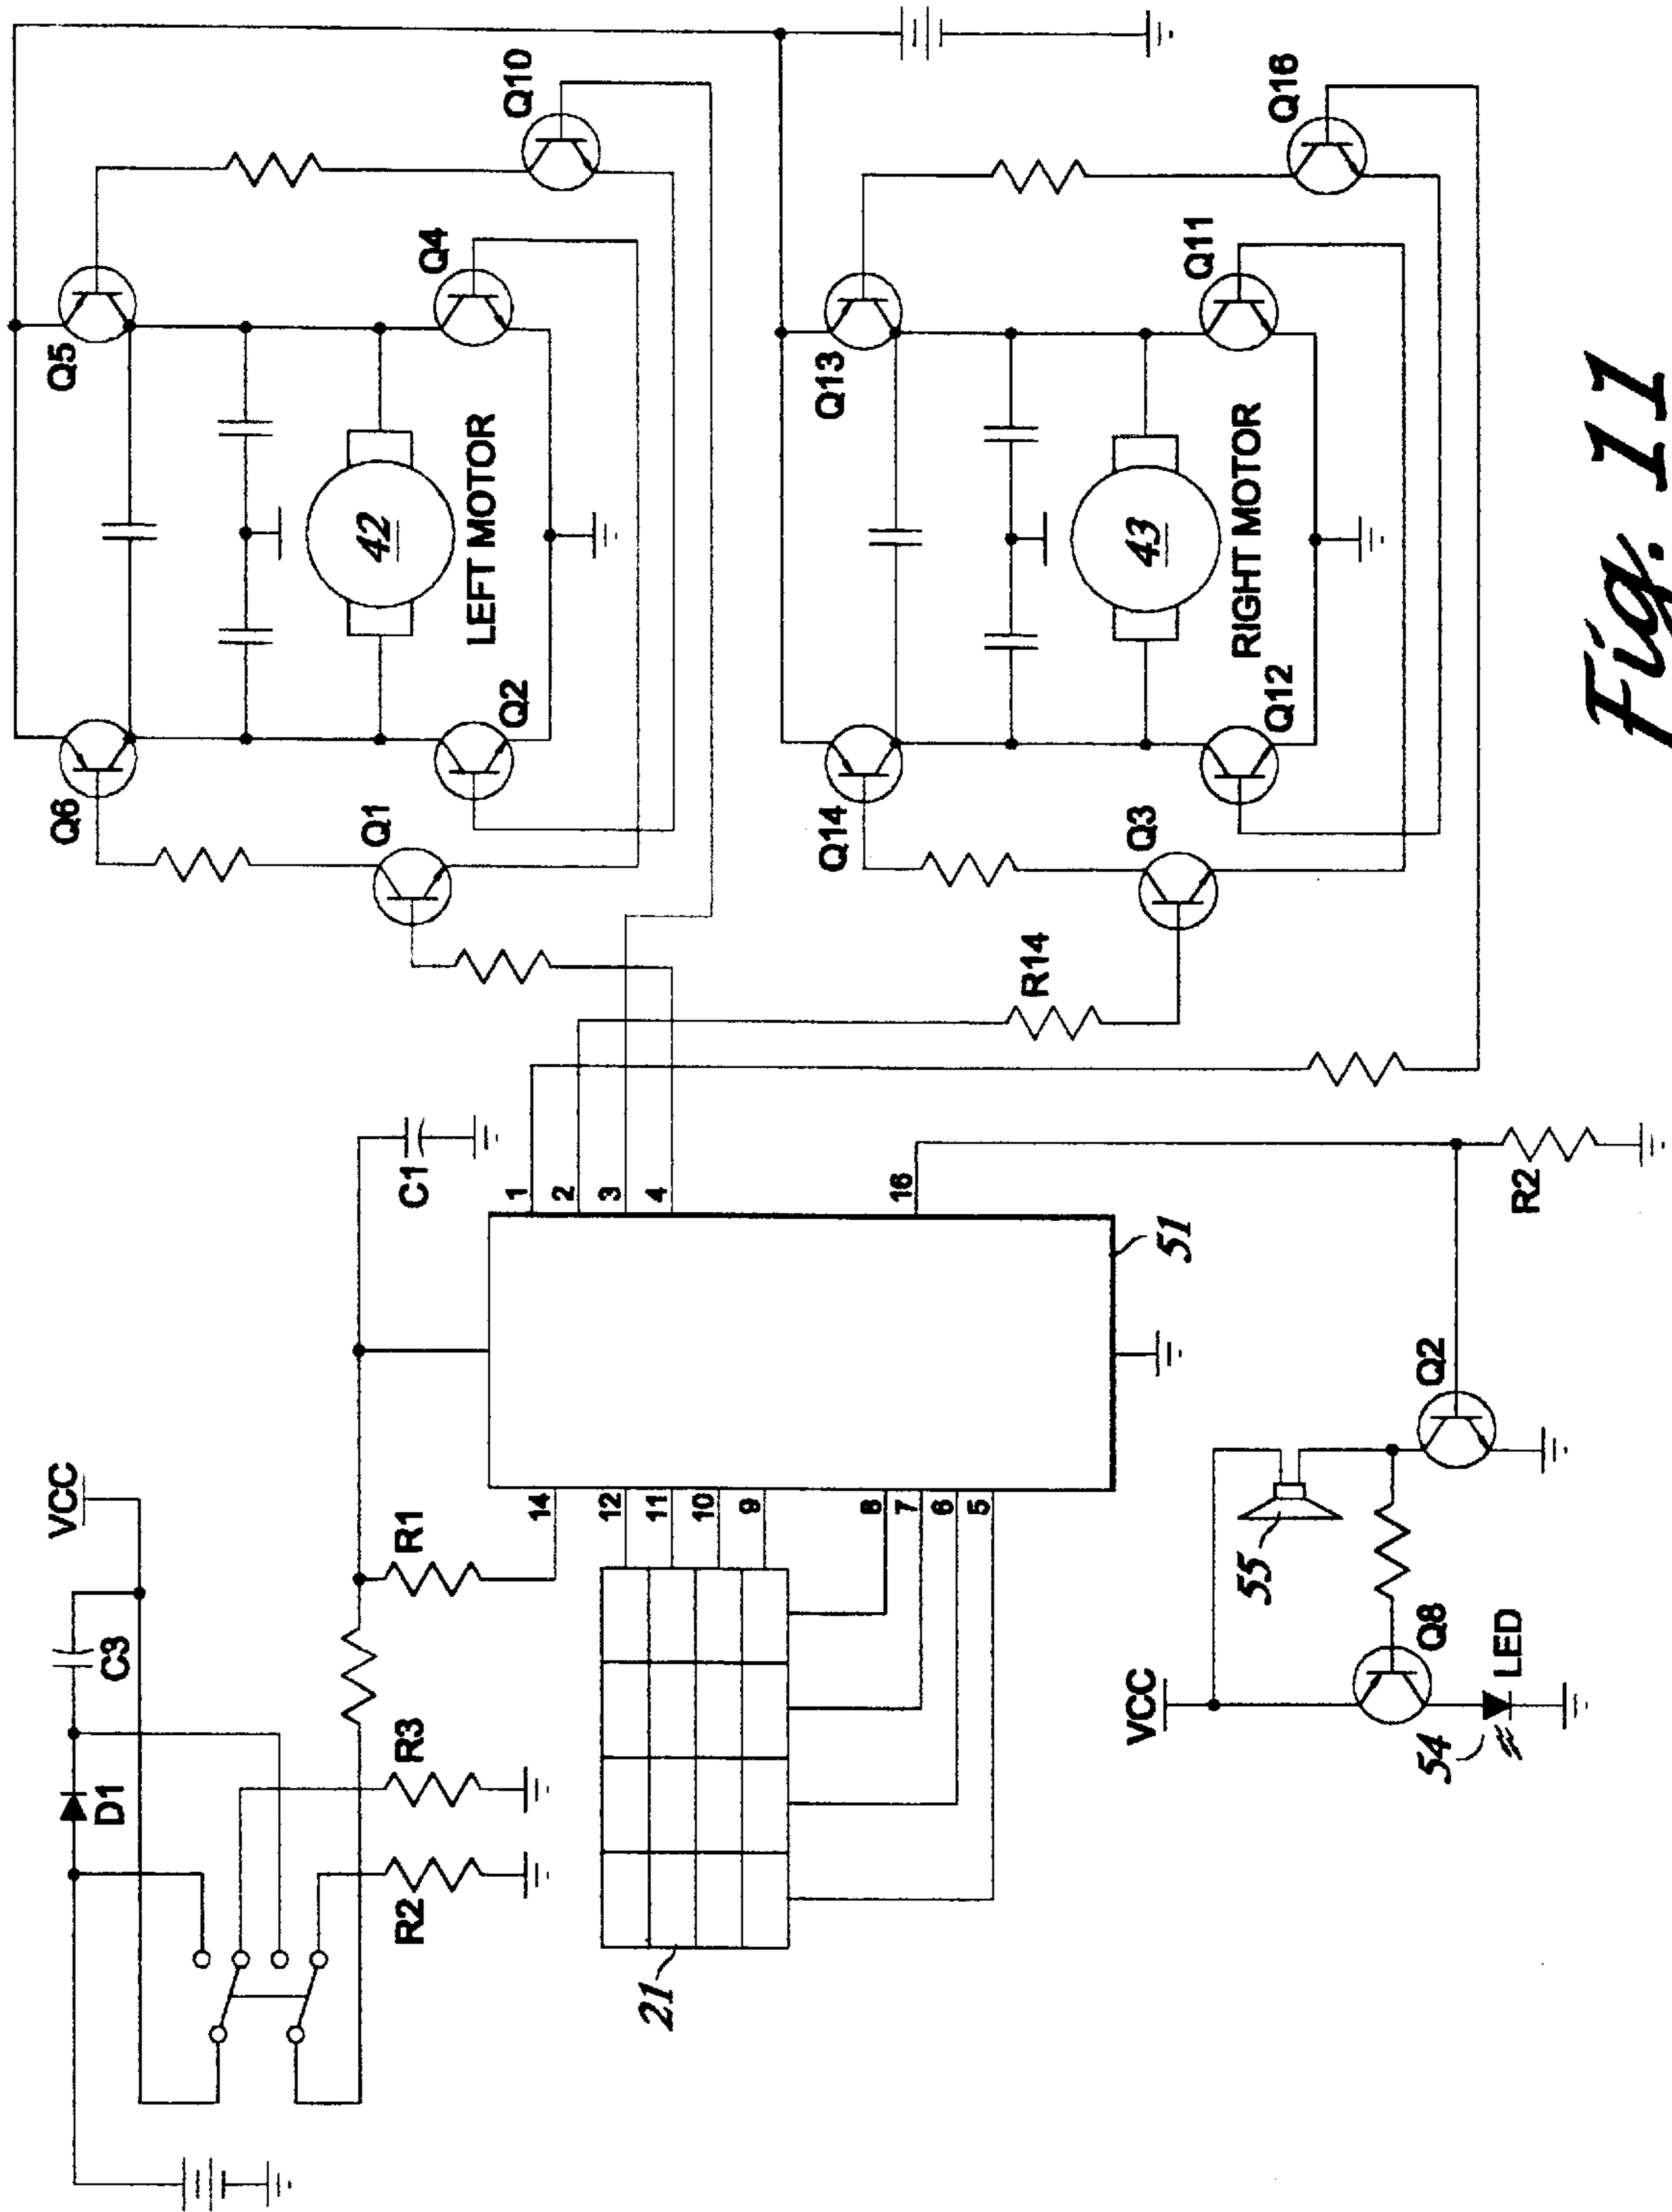 VCC
D1
C3
R2
R3
R1
C1
14
12
11
10
9
8
7
6
5
1
2
3
4
16
51
21
VCC
55
Q8
Q2
54
LED
R2
Q6
Q5
Q1
42
LEFT MOTOR
Q2
Q4
Q10
Q14
Q13
R14
Q3
43
RIGHT MOTOR
Q12
Q11
Q16
Fig. 11